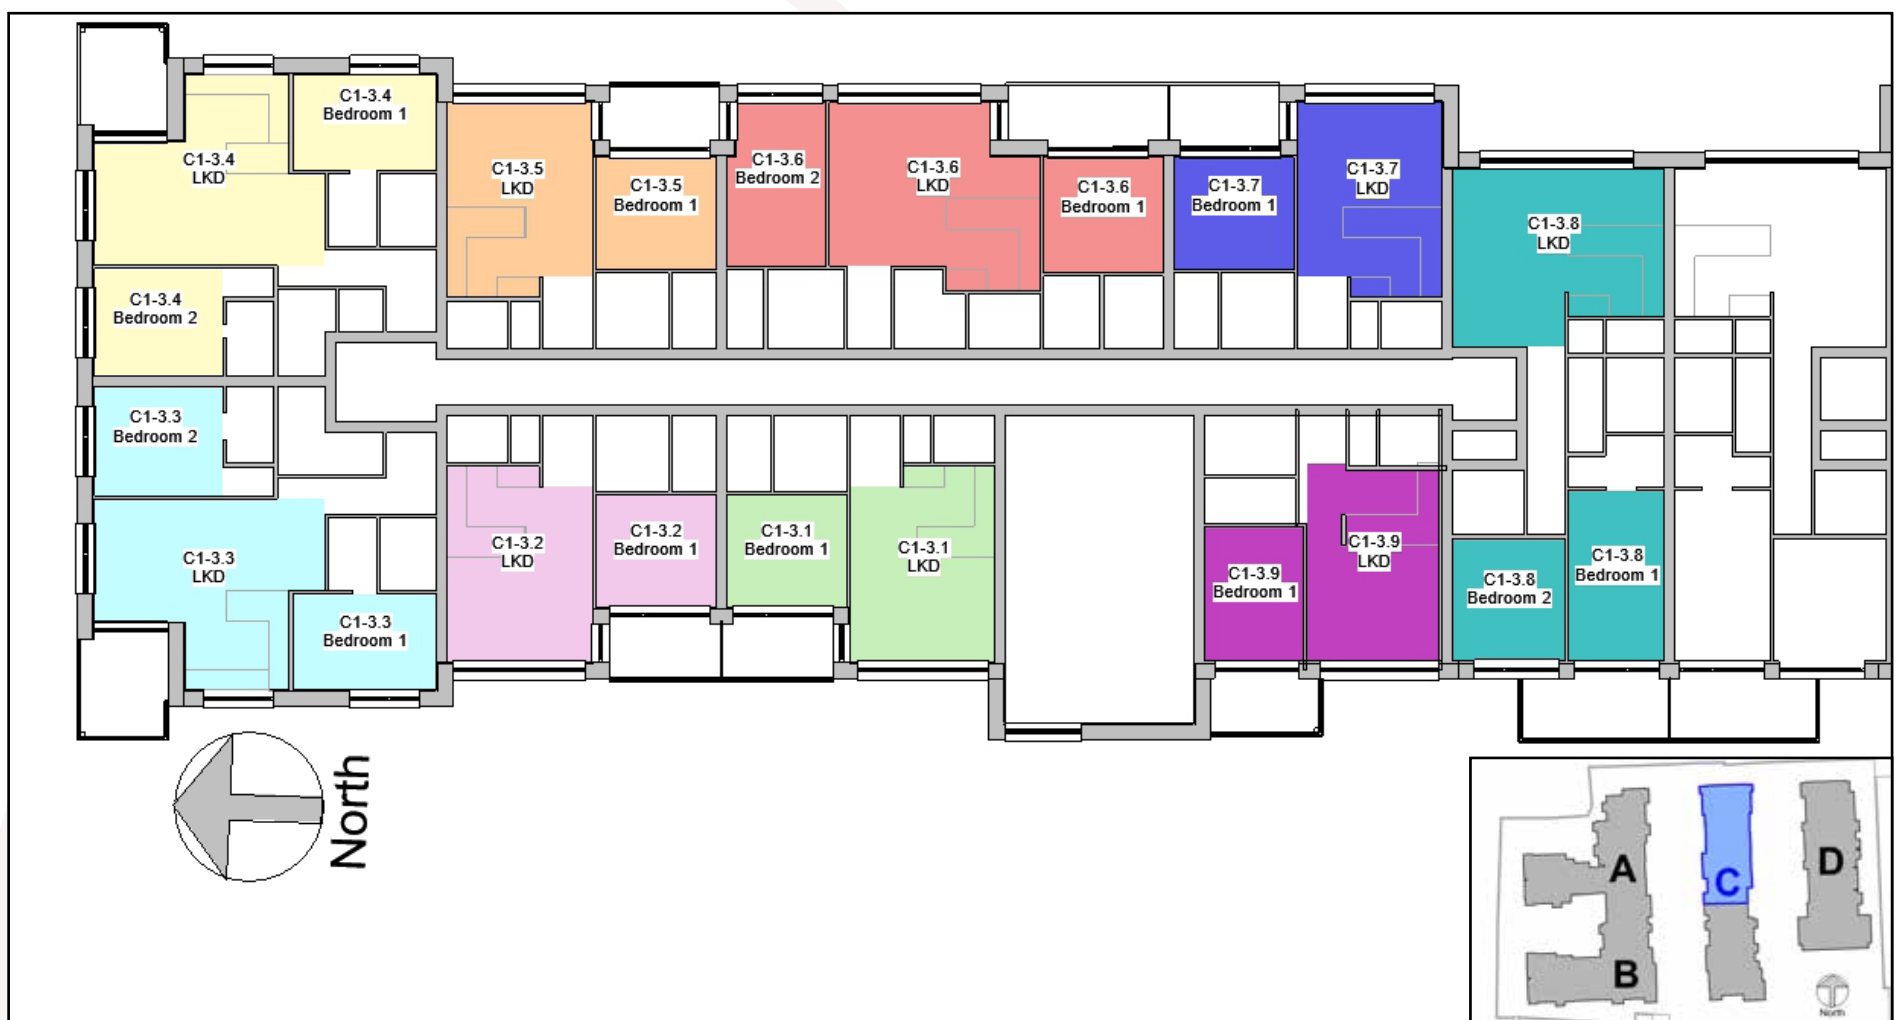 C1-3.4
Bedroom 1
C1-3.4
LKD
C1-3.5
LKD
C1-3.5
Bedroom 1
C1-3.6
Bedroom 2
C1-3.6
LKD
C1-3.6
Bedroom 1
C1-3.7
Bedroom 1
C1-3.7
LKD
C1-3.8
LKD
C1-3.4
Bedroom 2
C1-3.3
Bedroom 2
C1-3.3
LKD
C1-3.3
Bedroom 1
C1-3.2
LKD
C1-3.2
Bedroom 1
C1-3.1
Bedroom 1
C1-3.1
LKD
C1-3.9
Bedroom 1
C1-3.9
LKD
C1-3.8
Bedroom 2
C1-3.8
Bedroom 1
North
A
C
D
B
North